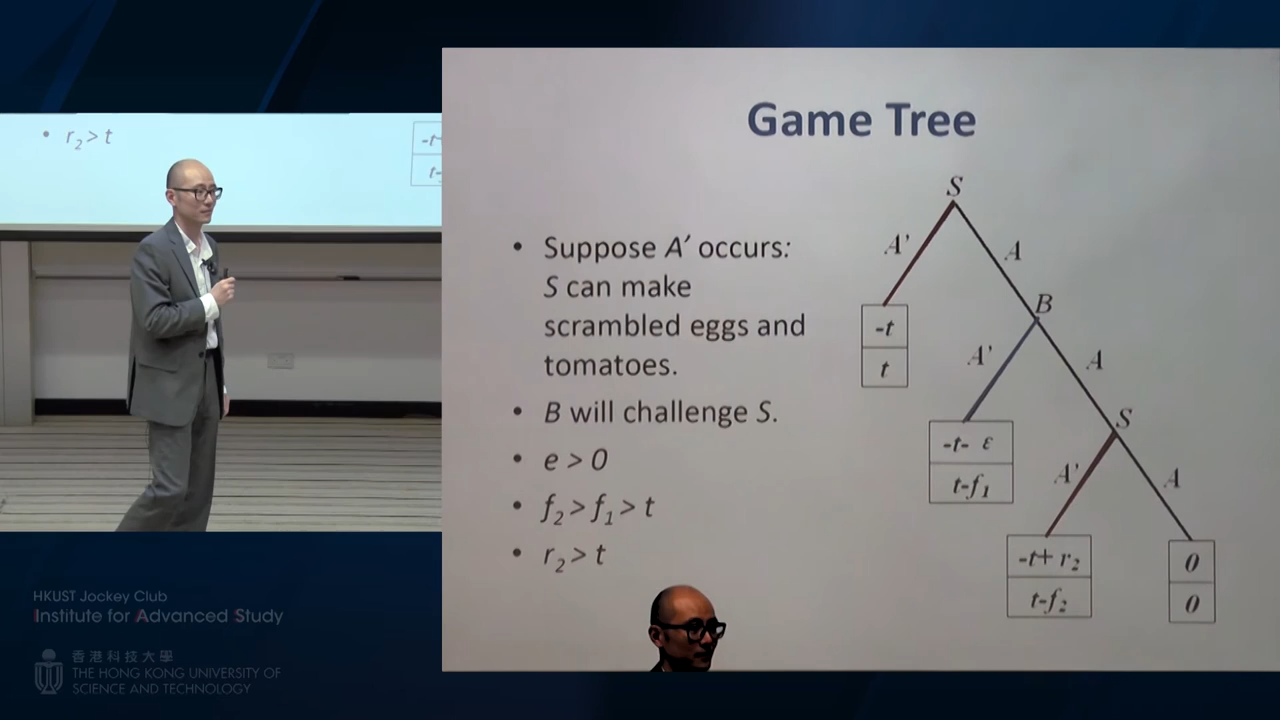 • r2 > t
-t
t-
Game Tree
• Suppose A’ occurs:
S can make
scrambled eggs and
tomatoes.
• B will challenge S.
• e > 0
• f2 > f1 > t
• r2 > t
S
A'
A
B
-t
t
A'
A
S
-t- ε
t-f1
A'
A
-t+ r2
t-f2
0
0
HKUST Jockey Club
Institute for Advanced Study
香港科技大學
THE HONG KONG UNIVERSITY OF
SCIENCE AND TECHNOLOGY